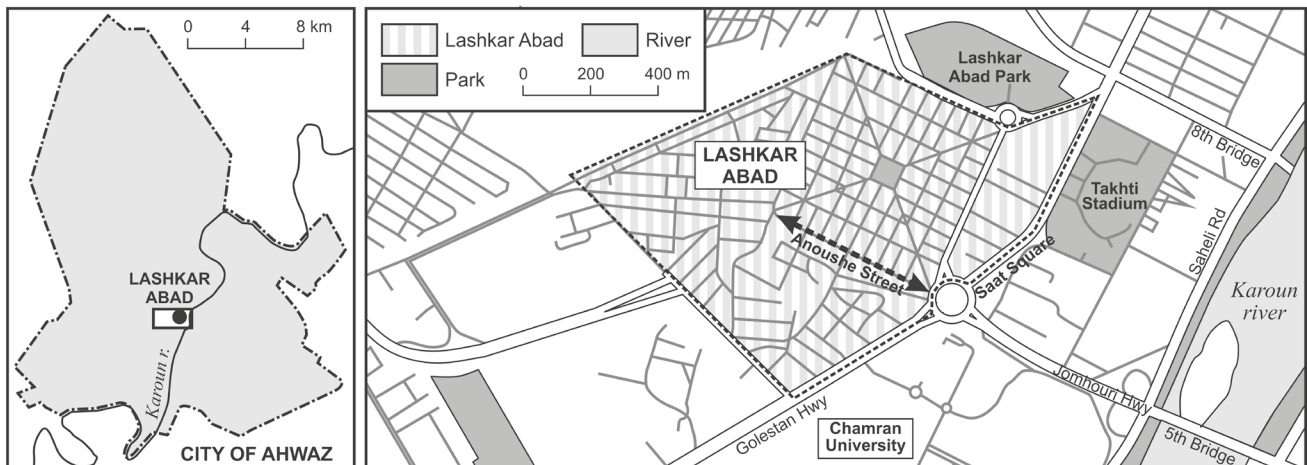 0 4 8 km
LASHKAR
ABAD
Karoun r.
CITY OF AHWAZ
Lashkar Abad
River
Park
0 200 400 m
Lashkar
Abad Park
LASHKAR
ABAD
8th Bridge
Takhti
Stadium
Saheli Rd
Anoushe Street
Saat Square
Karoun
river
Jomhouri Hwy
Golestan Hwy
Chamran
University
5th Bridge